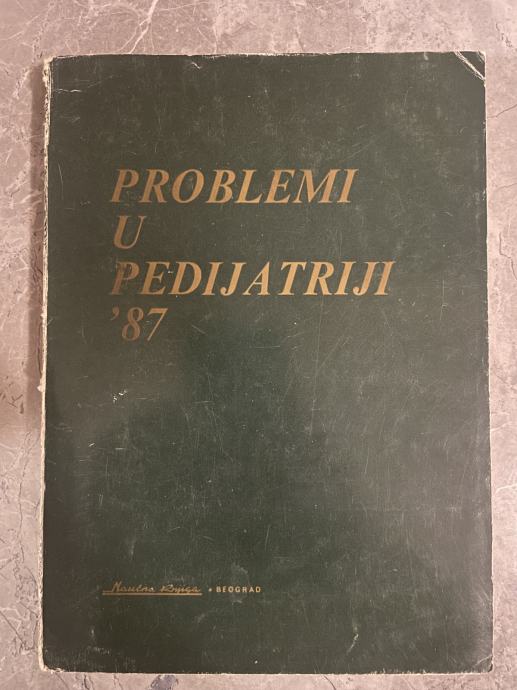 PROBLEMI
U
PEDIJATRIJI
'87
Naučna knjiga • BEOGRAD